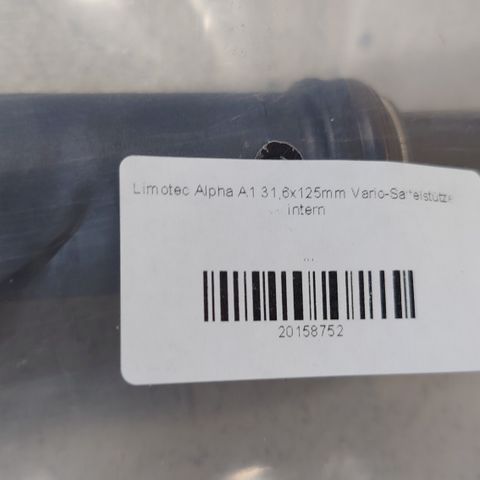 Limotec Alpha A1 31,6x125mm Vario-Sattelstütze
intern
...
20158752